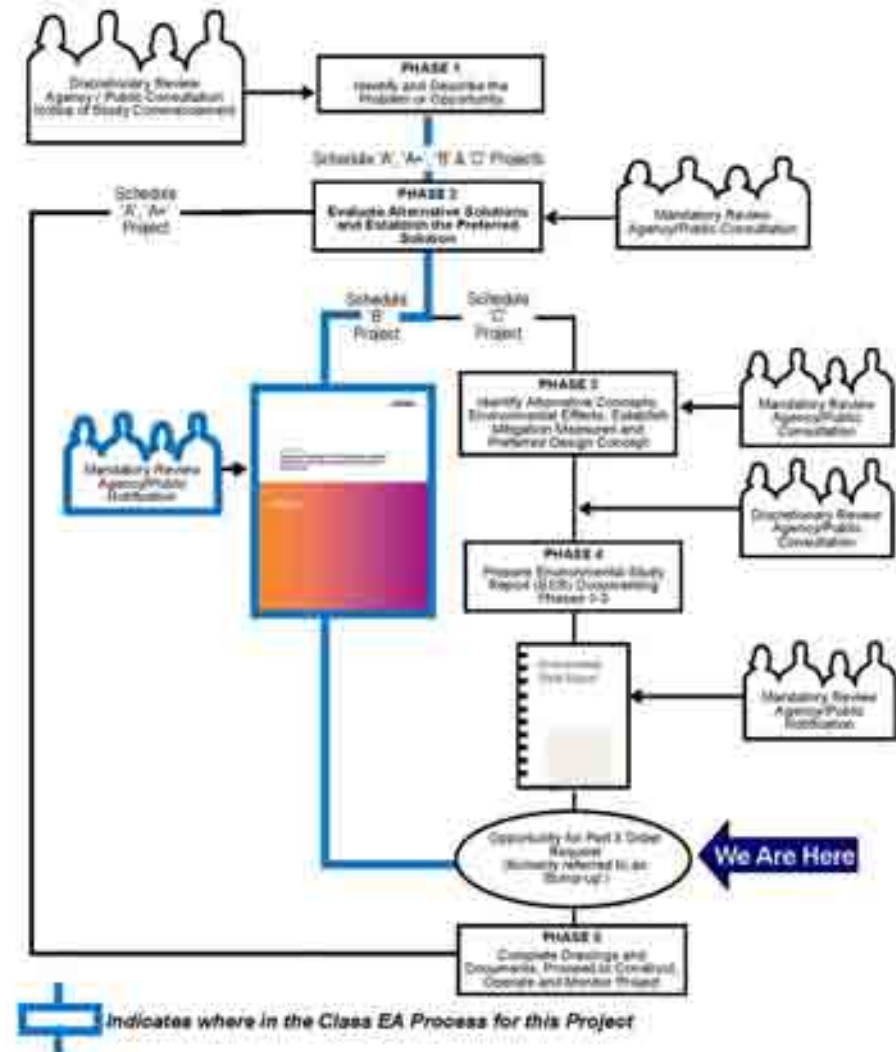 Discretionary Review
Agency / Public Consultation
Notice of Study Commencement
PHASE 1
Identify and Describe the
Problem or Opportunity
Schedule 'A', 'A+', 'B' & 'C' Projects
Schedule
'A', 'A+'
Project
PHASE 2
Evaluate Alternative Solutions
and Establish the Preferred
Solution
Mandatory Review
Agency/Public Consultation
Schedule
'B'
Project
Schedule
'C'
Project
PHASE 3
Identify Alternative Concepts,
Environmental Effects, Establish
Mitigation Measures and
Preferred Design Concept
Mandatory Review
Agency/Public
Consultation
Mandatory Review
Agency/Public
Notification
Discretionary Review
Agency/Public
Consultation
PHASE 4
Prepare Environmental Study
Report (ESR) Documenting
Phases 1-3
Environmental
Study Report
Mandatory Review
Agency/Public
Notification
Opportunity for Part II Order
Request
(formerly referred to as
'Bump-up')
We Are Here
PHASE 5
Complete Drawings and
Documents, Proceed to Construct,
Operate and Monitor Project
Indicates where in the Class EA Process for this Project